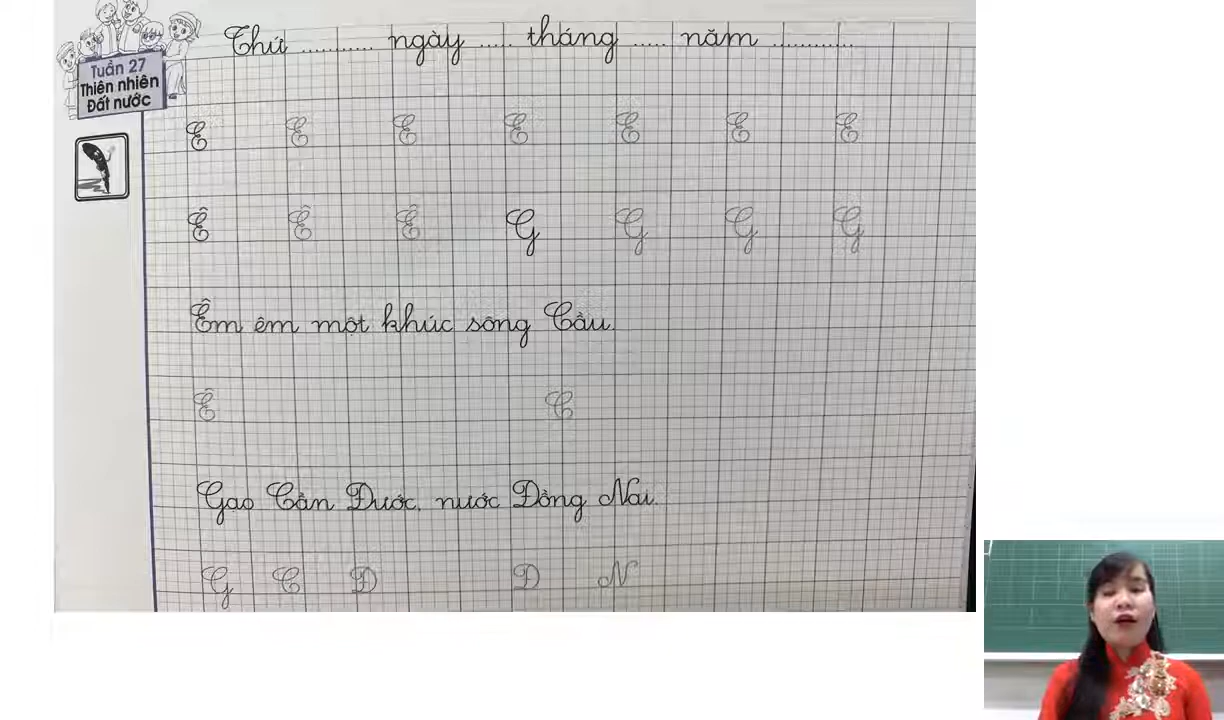 Thứ ............ ngày ...... tháng ...... năm ..............
Tuần 27
Thiên nhiên
Đất nước
E E E E E E E
Ê Ê Ê G G G G
Êm êm một khúc sông Cầu.
Ê C
Gạo Cần Đước, nước Đồng Nai.
G C Đ Đ N